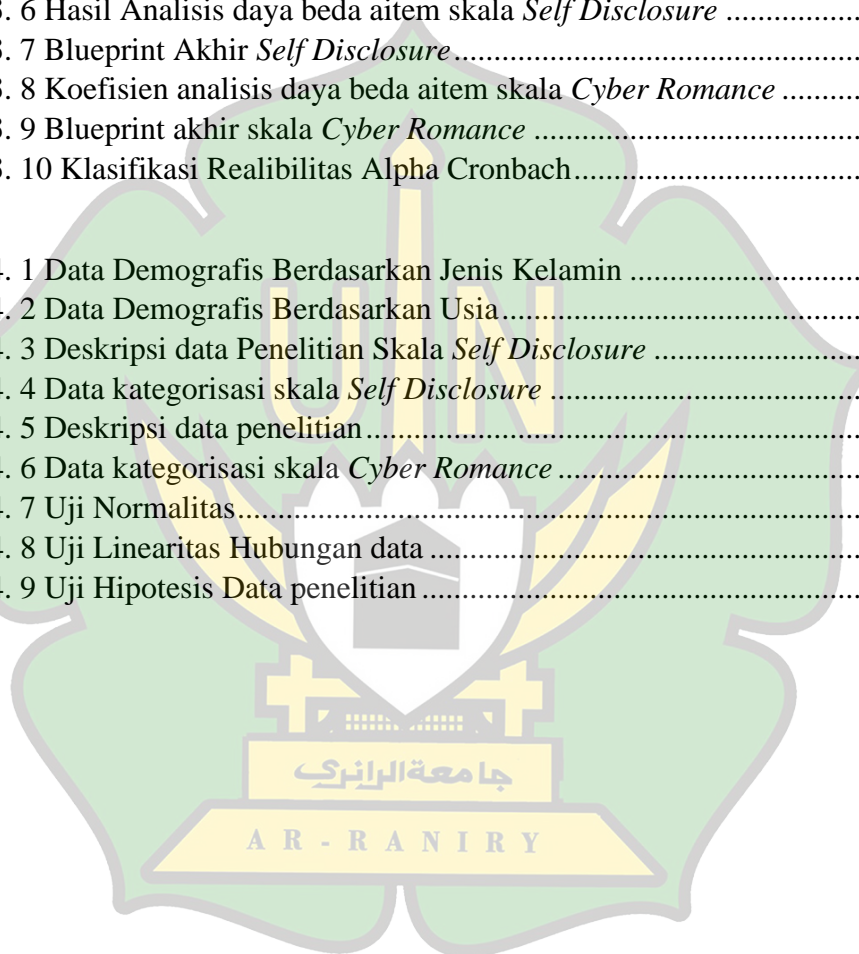 3. 6 Hasil Analisis daya beda aitem skala Self Disclosure ..................
3. 7 Blueprint Akhir Self Disclosure..................................................
3. 8 Koefisien analisis daya beda aitem skala Cyber Romance ..........
3. 9 Blueprint akhir skala Cyber Romance ..........................................
3. 10 Klasifikasi Realibilitas Alpha Cronbach....................................
4. 1 Data Demografis Berdasarkan Jenis Kelamin ..............................
4. 2 Data Demografis Berdasarkan Usia..............................................
4. 3 Deskripsi data Penelitian Skala Self Disclosure ...........................
4. 4 Data kategorisasi skala Self Disclosure ........................................
4. 5 Deskripsi data penelitian...............................................................
4. 6 Data kategorisasi skala Cyber Romance.......................................
4. 7 Uji Normalitas...............................................................................
4. 8 Uji Linearitas Hubungan data .......................................................
4. 9 Uji Hipotesis Data penelitian ........................................................
UIN
جامعةالرانري
AR-RANIRY